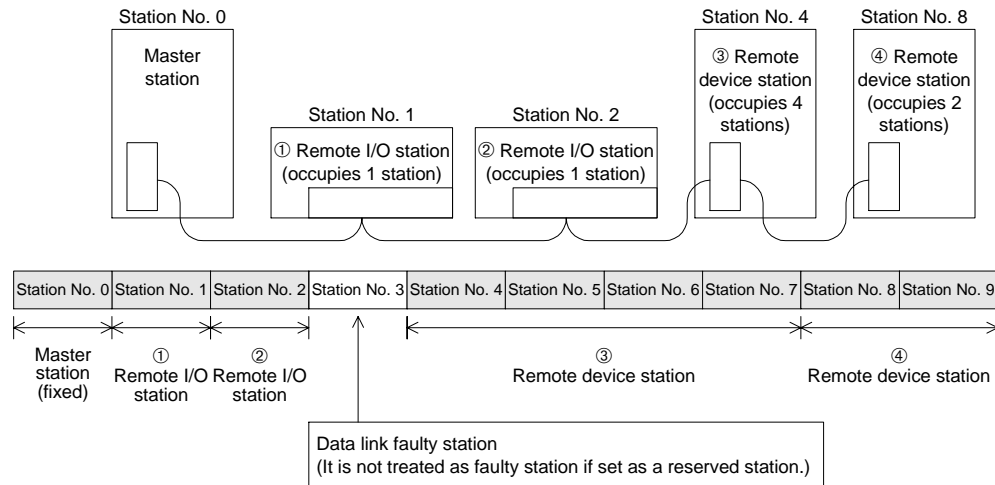 Station No. 0
Station No. 4
Station No. 8
Master
station
③ Remote
device station
(occupies 4
stations)
④ Remote
device station
(occupies 2
stations)
Station No. 1
Station No. 2
① Remote I/O station
(occupies 1 station)
② Remote I/O station
(occupies 1 station)
Station No. 0 Station No. 1 Station No. 2 Station No. 3 Station No. 4 Station No. 5 Station No. 6 Station No. 7 Station No. 8 Station No. 9
Master
station
(fixed)
①
Remote I/O
station
②
Remote I/O
station
③
Remote device station
④
Remote device station
Data link faulty station
(It is not treated as faulty station if set as a reserved station.)